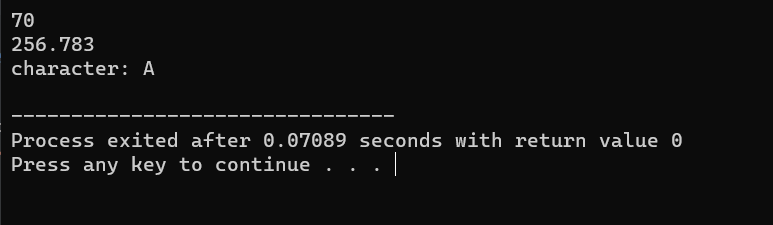 70
256.783
character: A
--------------------------------
Process exited after 0.07089 seconds with return value 0
Press any key to continue . . .